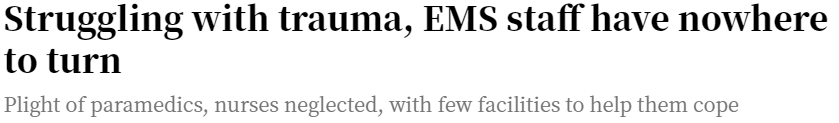 Struggling with trauma, EMS staff have nowhere
to turn
Plight of paramedics, nurses neglected, with few facilities to help them cope